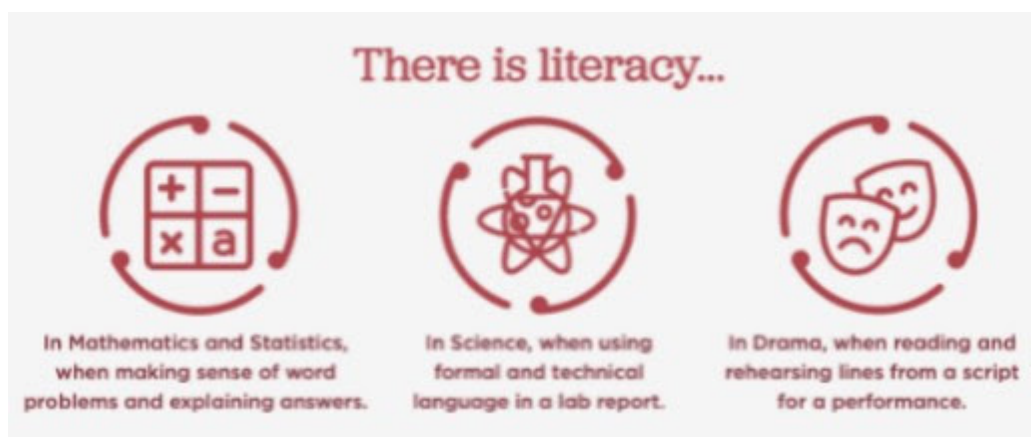 There is literacy...
+ −
x a
In Mathematics and Statistics,
when making sense of word
problems and explaining answers.
In Science, when using
formal and technical
language in a lab report.
In Drama, when reading and
rehearsing lines from a script
for a performance.